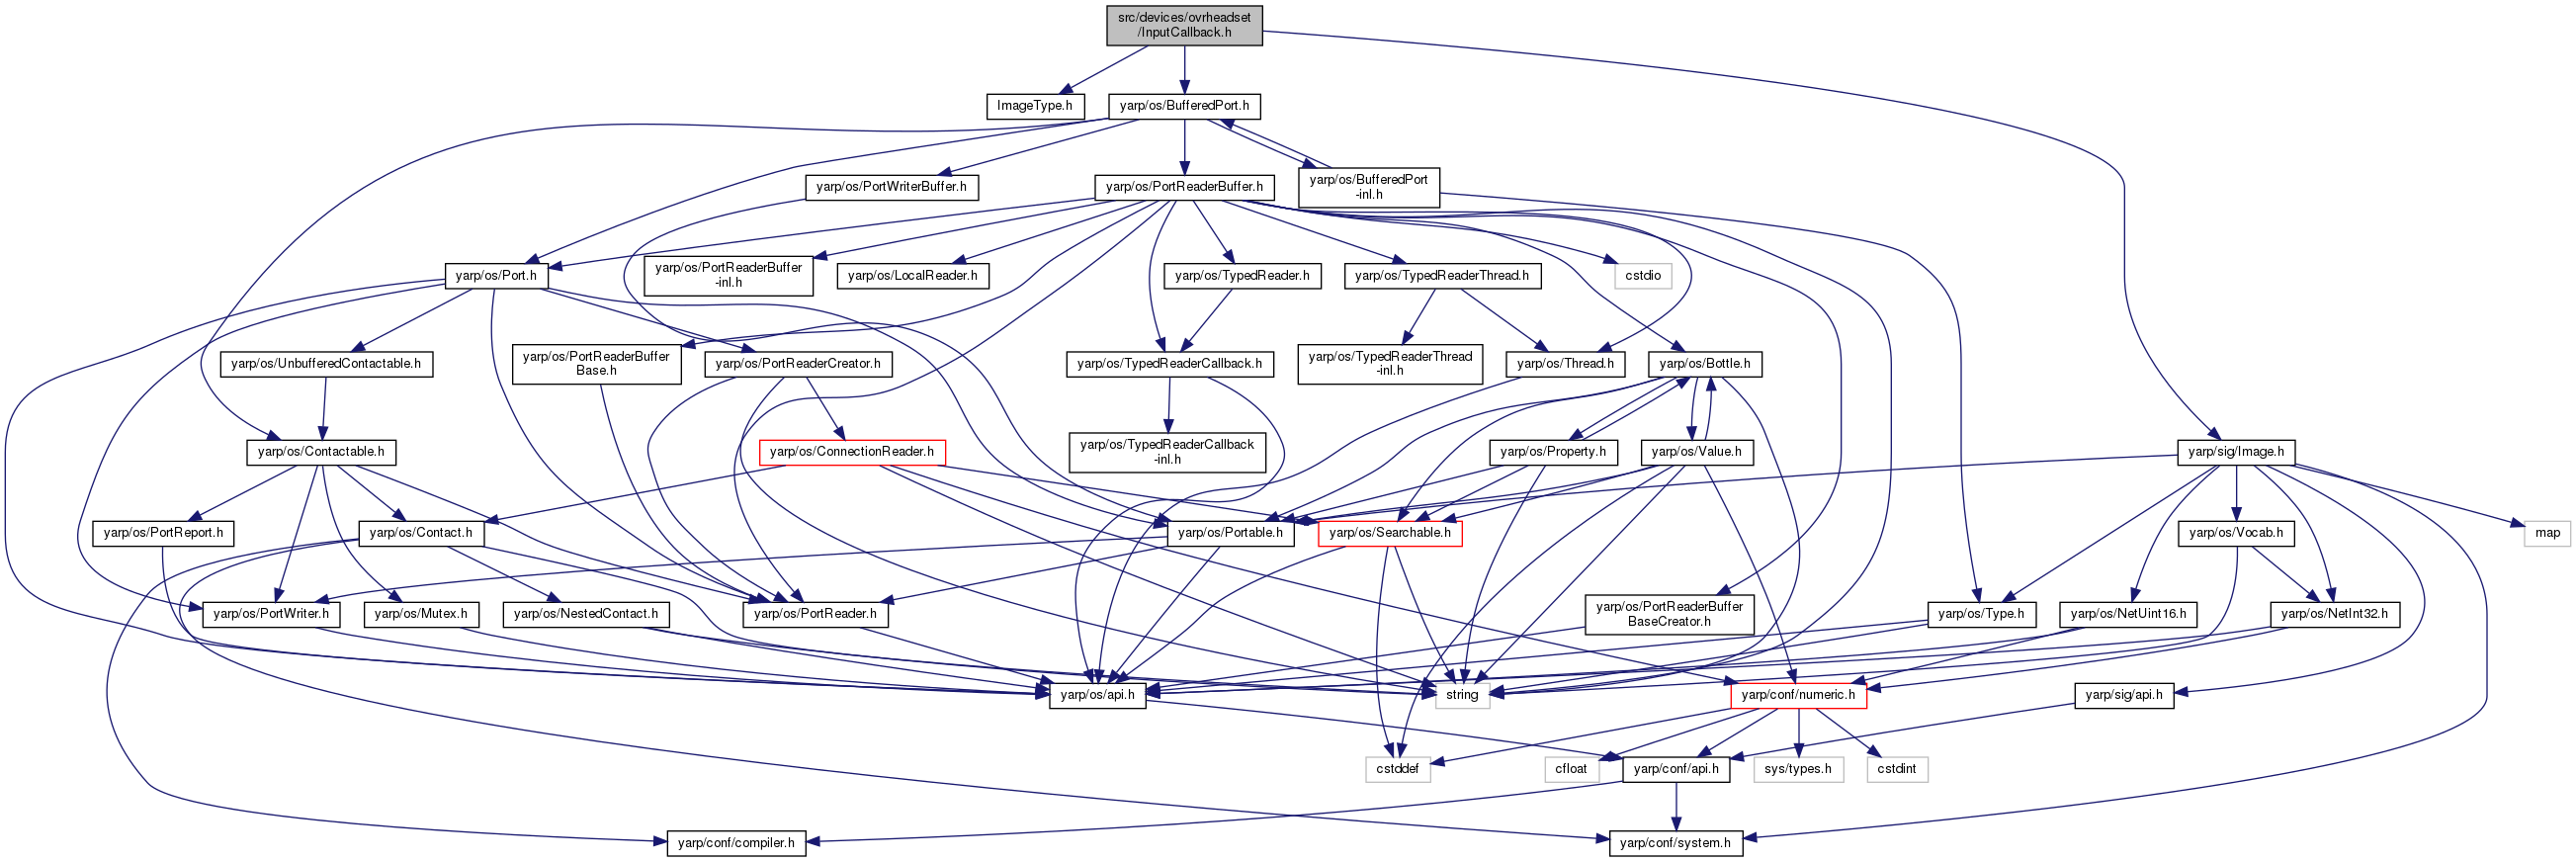 src/devices/ovrheadset
/InputCallback.h
ImageType.h
yarp/os/BufferedPort.h
yarp/os/PortWriterBuffer.h
yarp/os/PortReaderBuffer.h
yarp/os/BufferedPort
-inl.h
yarp/os/Port.h
yarp/os/PortReaderBuffer
-inl.h
yarp/os/LocalReader.h
yarp/os/TypedReader.h
yarp/os/TypedReaderThread.h
cstdio
yarp/os/UnbufferedContactable.h
yarp/os/PortReaderBuffer
Base.h
yarp/os/PortReaderCreator.h
yarp/os/TypedReaderCallback.h
yarp/os/TypedReaderThread
-inl.h
yarp/os/Thread.h
yarp/os/Bottle.h
yarp/os/Contactable.h
yarp/os/ConnectionReader.h
yarp/os/TypedReaderCallback
-inl.h
yarp/os/Property.h
yarp/os/Value.h
yarp/sig/Image.h
yarp/os/PortReport.h
yarp/os/Contact.h
yarp/os/Portable.h
yarp/os/Searchable.h
yarp/os/Vocab.h
map
yarp/os/PortWriter.h
yarp/os/Mutex.h
yarp/os/NestedContact.h
yarp/os/PortReader.h
yarp/os/PortReaderBuffer
BaseCreator.h
yarp/os/Type.h
yarp/os/NetUint16.h
yarp/os/NetInt32.h
yarp/os/api.h
string
yarp/conf/numeric.h
yarp/sig/api.h
cstddef
cfloat
yarp/conf/api.h
sys/types.h
cstdint
yarp/conf/compiler.h
yarp/conf/system.h